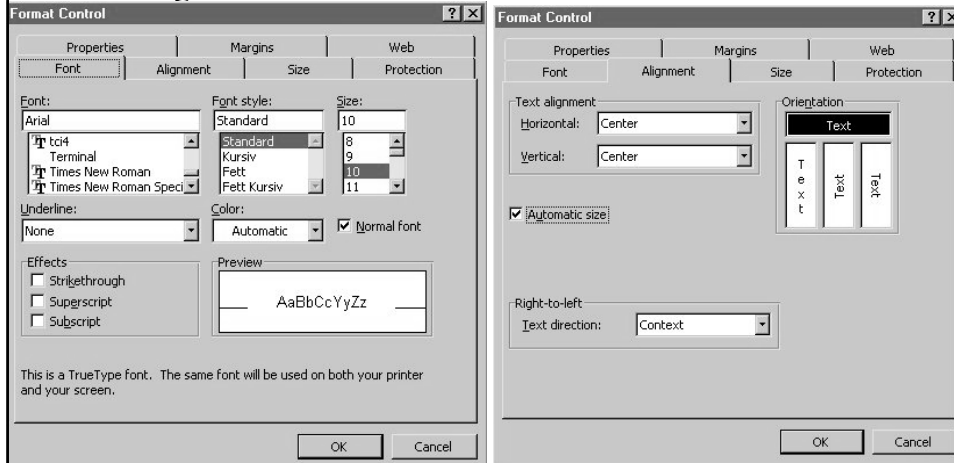 Format Control
Properties Margins Web
Font Alignment Size Protection
Font: Font style: Size:
Arial Standard 10
tci4 Standard 8
Terminal Kursiv 9
Times New Roman Fett 10
Times New Roman Speci Fett Kursiv 11
Underline: Color:
None Automatic Normal font
Effects Preview
Strikethrough
Superscript AaBbCcYyZz
Subscript
This is a TrueType font. The same font will be used on both your printer
and your screen.
OK Cancel
Format Control
Properties Margins Web
Font Alignment Size Protection
Text alignment Orientation
Horizontal: Center Text
Vertical: Center
Text Text Text
Automatic size
Right-to-left
Text direction: Context
OK Cancel